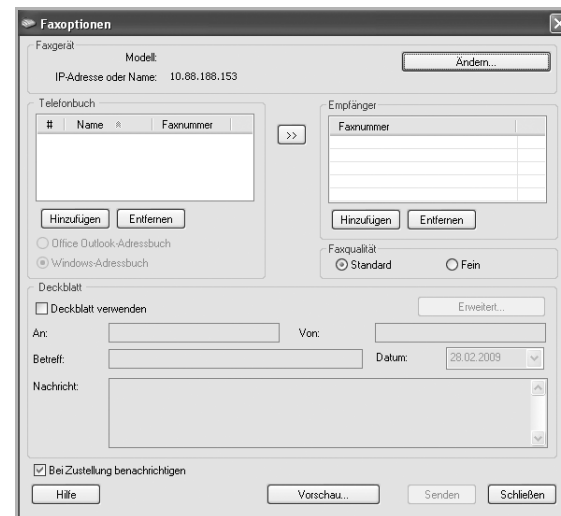 Faxoptionen
Faxgerät
Modell:
Ändern...
IP-Adresse oder Name: 10.88.188.153
Telefonbuch
# Name Faxnummer
>>
Hinzufügen Entfernen
Office Outlook-Adressbuch
Windows-Adressbuch
Empfänger
Faxnummer
Hinzufügen Entfernen
Faxqualität
Standard Fein
Deckblatt
Deckblatt verwenden
Erweitert...
An: Von:
Betreff: Datum: 28.02.2009
Nachricht:
Bei Zustellung benachrichtigen
Hilfe Vorschau... Senden Schließen